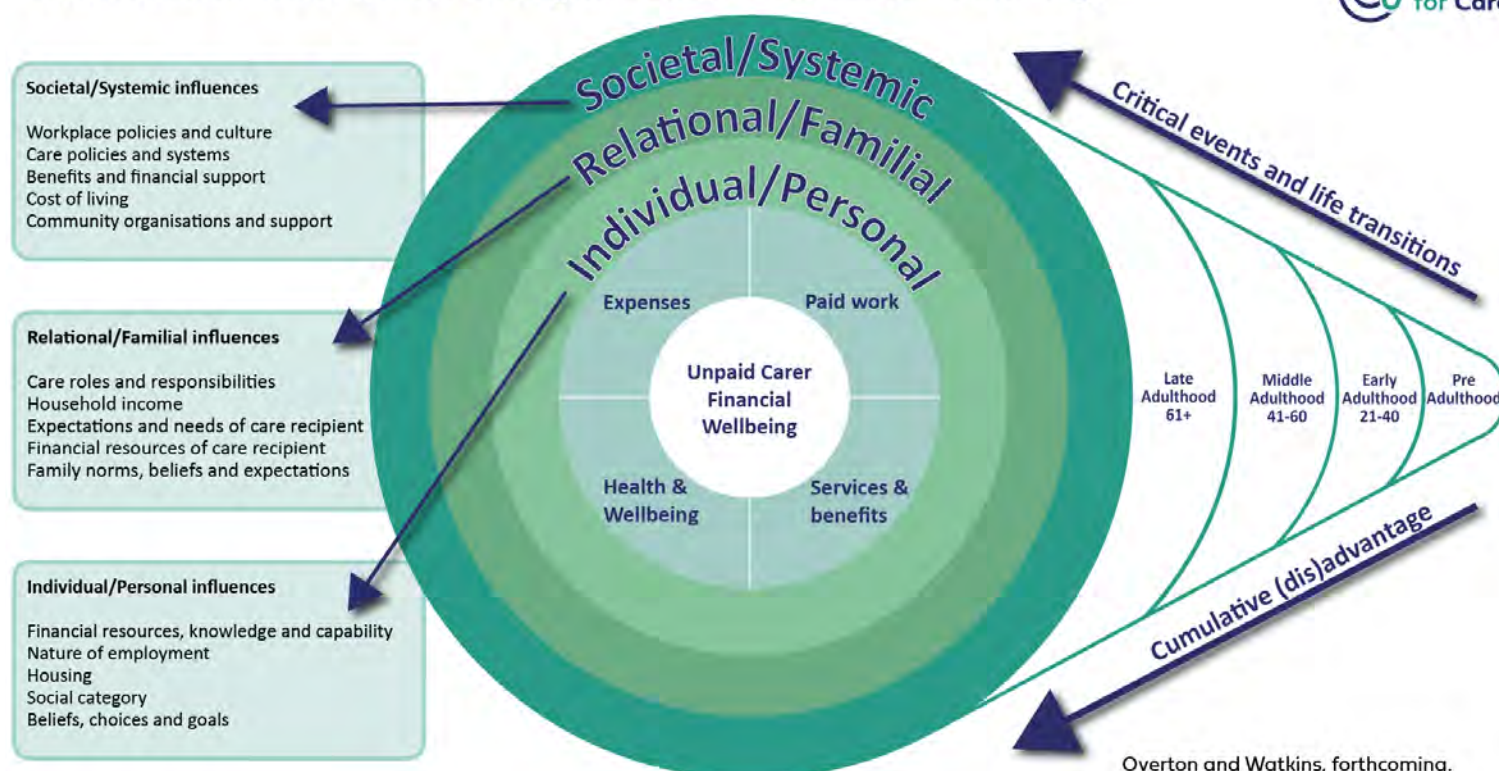 for Care
Societal/Systemic influences
Workplace policies and culture
Care policies and systems
Benefits and financial support
Cost of living
Community organisations and support
Relational/Familial influences
Care roles and responsibilities
Household income
Expectations and needs of care recipient
Financial resources of care recipient
Family norms, beliefs and expectations
Individual/Personal influences
Financial resources, knowledge and capability
Nature of employment
Housing
Social category
Beliefs, choices and goals
Societal/Systemic
Relational/Familial
Individual/Personal
Expenses
Paid work
Unpaid Carer
Financial
Wellbeing
Health &
Wellbeing
Services &
benefits
Critical events and life transitions
Late
Adulthood
61+
Middle
Adulthood
41-60
Early
Adulthood
21-40
Pre
Adulthood
Cumulative (dis)advantage
Overton and Watkins, forthcoming.